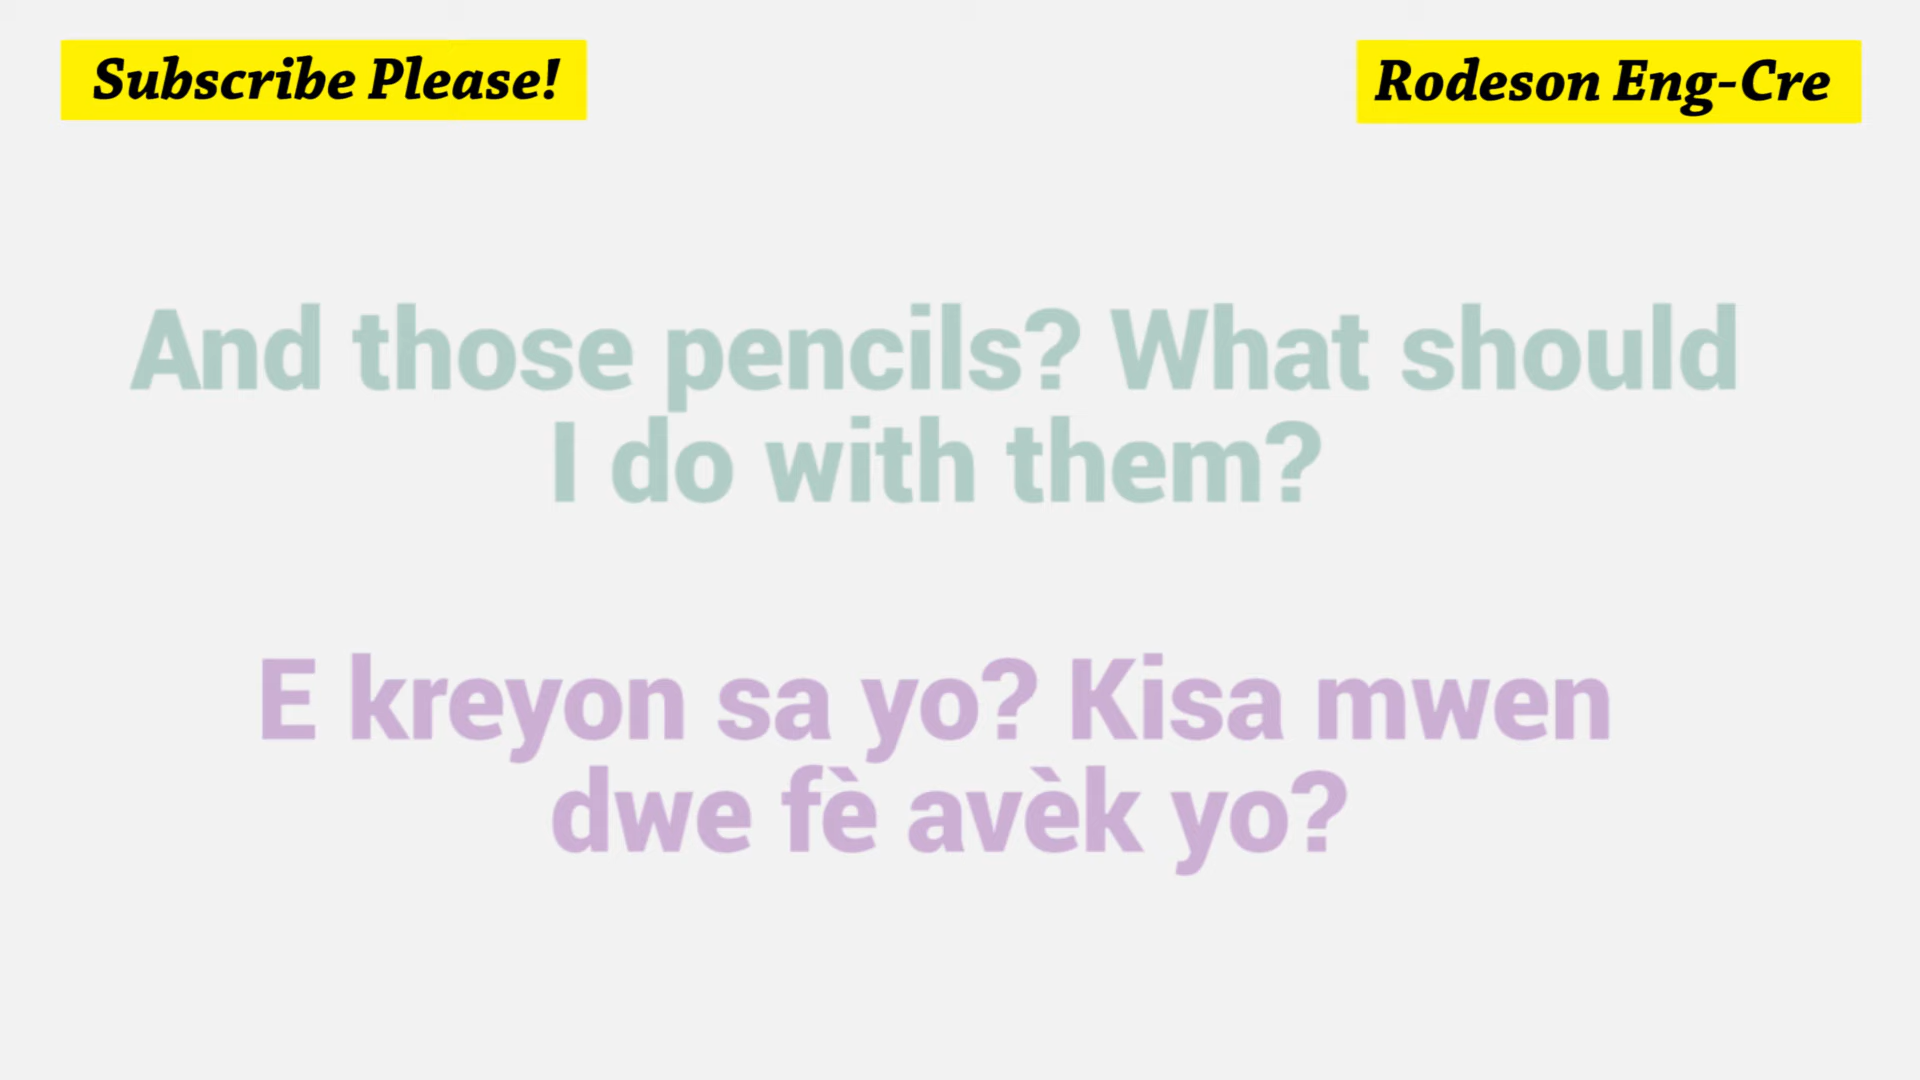 Subscribe Please!
Rodeson Eng-Cre
And those pencils? What should
I do with them?
E kreyon sa yo? Kisa mwen
dwe fè avèk yo?